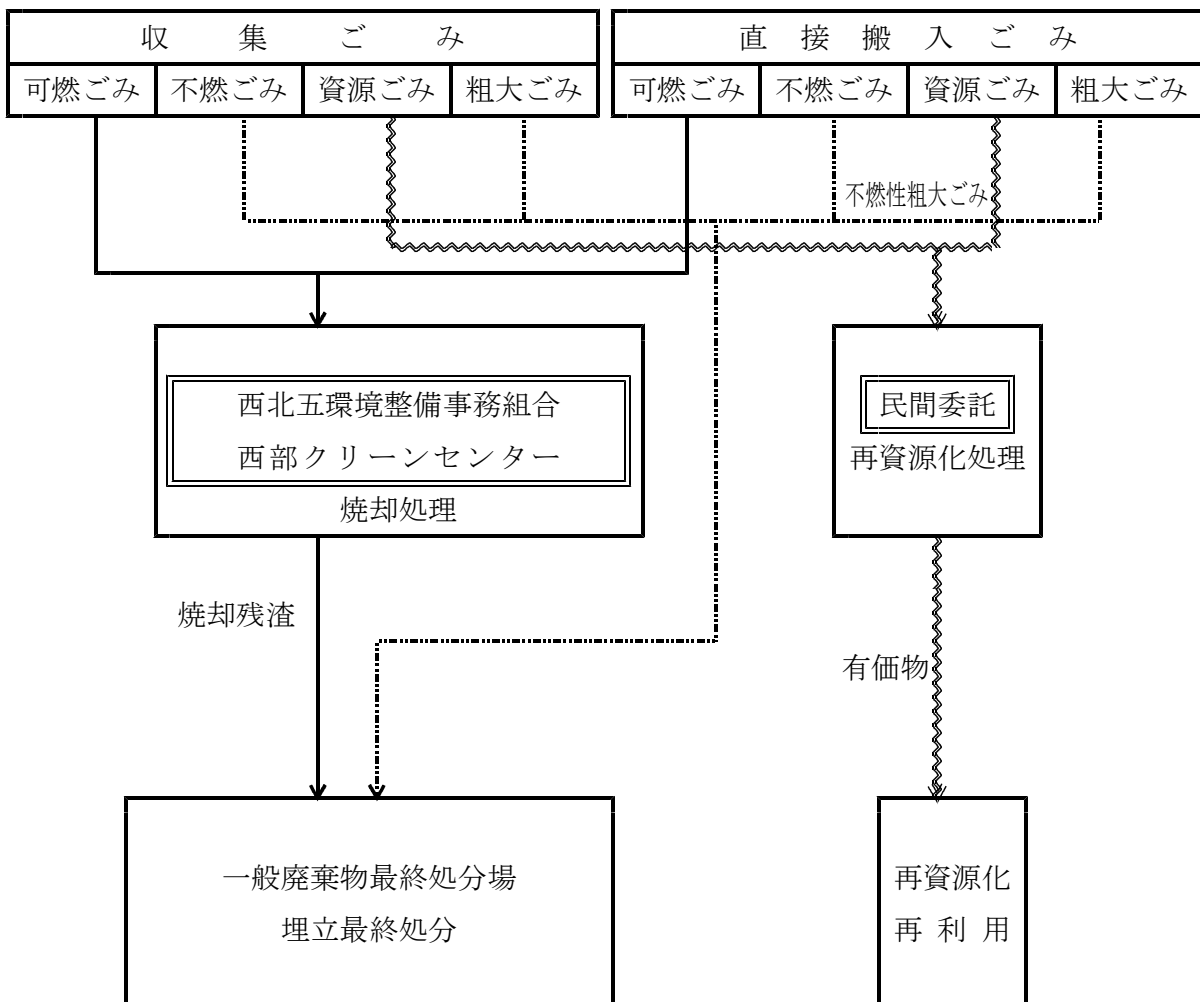 収集ごみ
直接搬入ごみ
可燃ごみ 不燃ごみ 資源ごみ 粗大ごみ
可燃ごみ 不燃ごみ 資源ごみ 粗大ごみ
不燃性粗大ごみ
西北五環境整備事務組合
西部クリーンセンター
焼却処理
民間委託
再資源化処理
焼却残渣
有価物
一般廃棄物最終処分場
埋立最終処分
再資源化
再利用